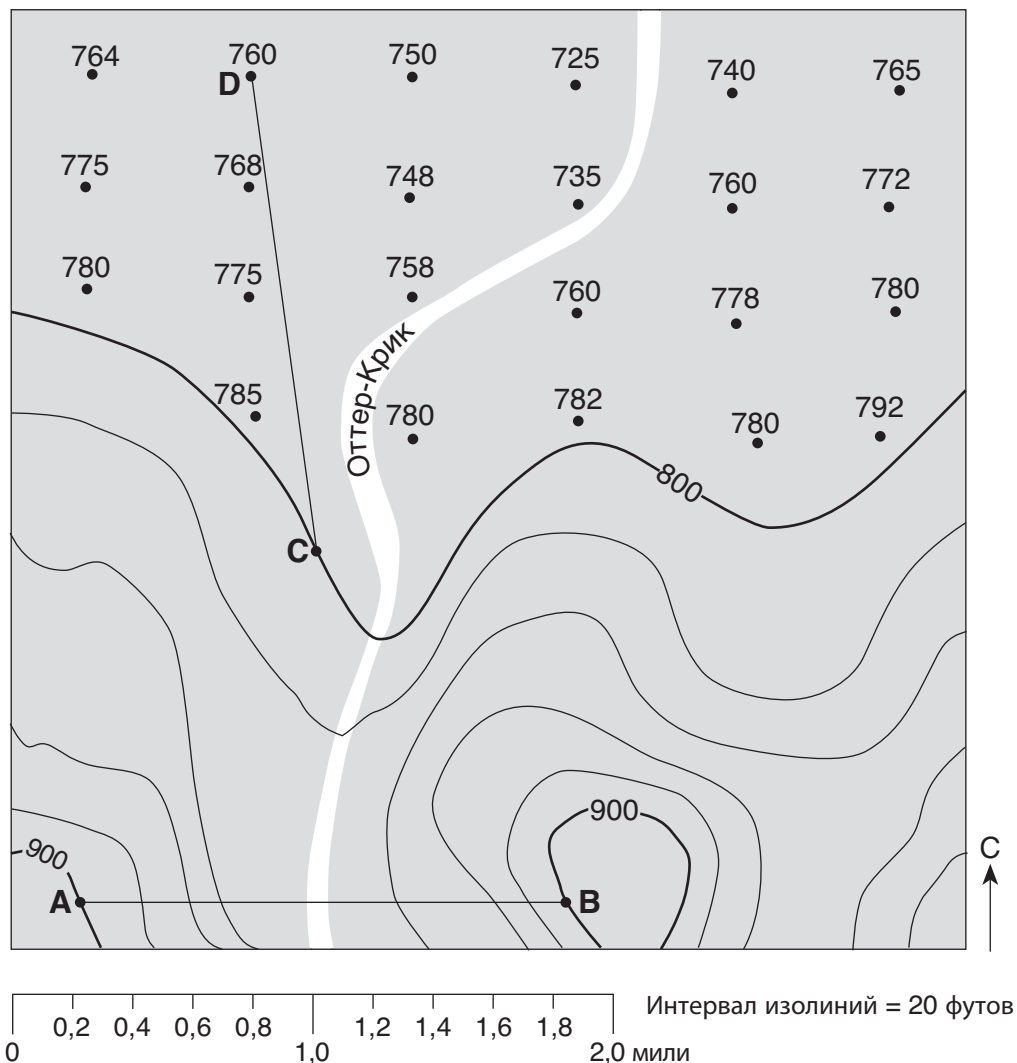 764 760 750 725 740 765
D
775 768 748 735 760 772
780 775 758 760 778 780
785 780 782 780 792
Оттер-Крик
800
C
900
900
A B
С
0 0,2 0,4 0,6 0,8 1,0 1,2 1,4 1,6 1,8 2,0 мили
Интервал изолиний = 20 футов